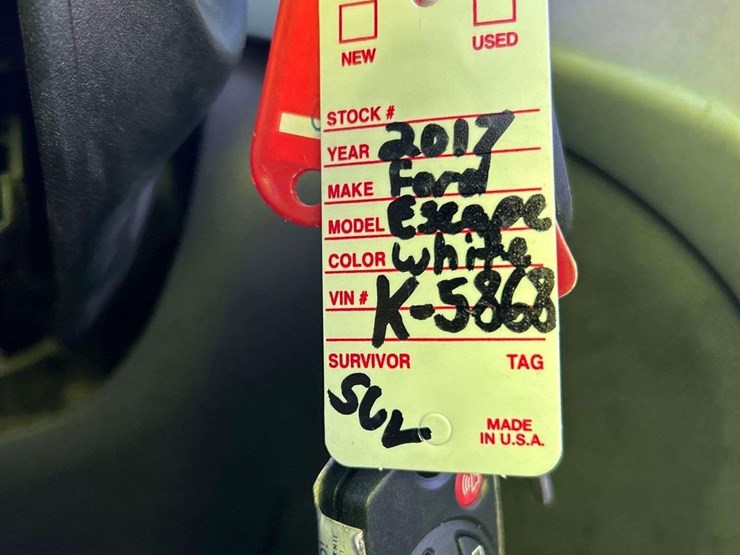 NEW USED
STOCK #
YEAR 2017
MAKE Ford
MODEL Escape
COLOR white
VIN # K-5868
SURVIVOR TAG
SUV
MADE
IN U.S.A.